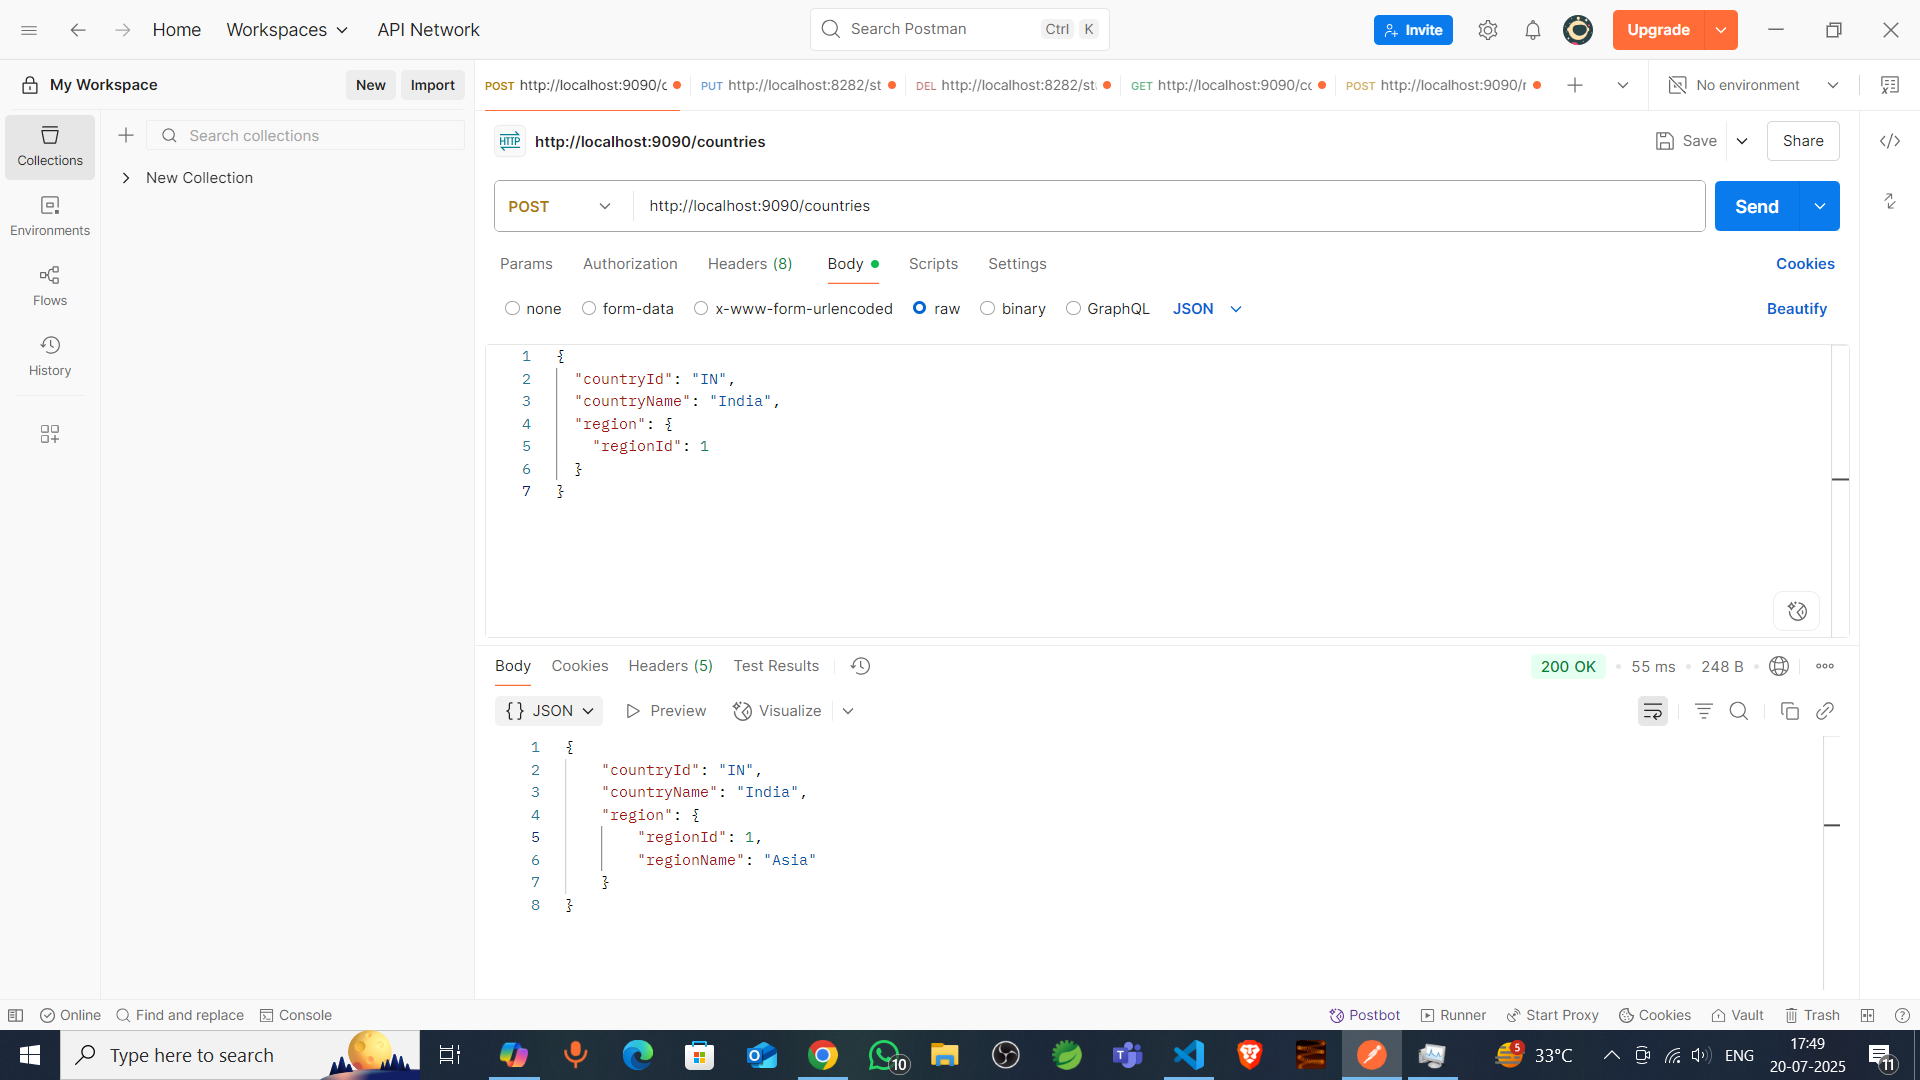 Home
Workspaces
API Network
Search Postman
Ctrl K
Invite
Upgrade
My Workspace
New
Import
POST http://localhost:9090/c
PUT http://localhost:8282/st
DEL http://localhost:8282/st
GET http://localhost:9090/cc
POST http://localhost:9090/r
No environment
Collections
Environments
Flows
History
Search collections
New Collection
HTTP http://localhost:9090/countries
Save
Share
POST
http://localhost:9090/countries
Send
Params
Authorization
Headers (8)
Body
Scripts
Settings
Cookies
none
form-data
x-www-form-urlencoded
raw
binary
GraphQL
JSON
Beautify
1 {
2 "countryId": "IN",
3 "countryName": "India",
4 "region": {
5 "regionId": 1
6 }
7 }
Body
Cookies
Headers (5)
Test Results
200 OK
55 ms
248 B
{} JSON
Preview
Visualize
1 {
2 "countryId": "IN",
3 "countryName": "India",
4 "region": {
5 "regionId": 1,
6 "regionName": "Asia"
7 }
8 }
Online
Find and replace
Console
Postbot
Runner
Start Proxy
Cookies
Vault
Trash
Type here to search
10
5
33°C
ENG
17:49
20-07-2025
11